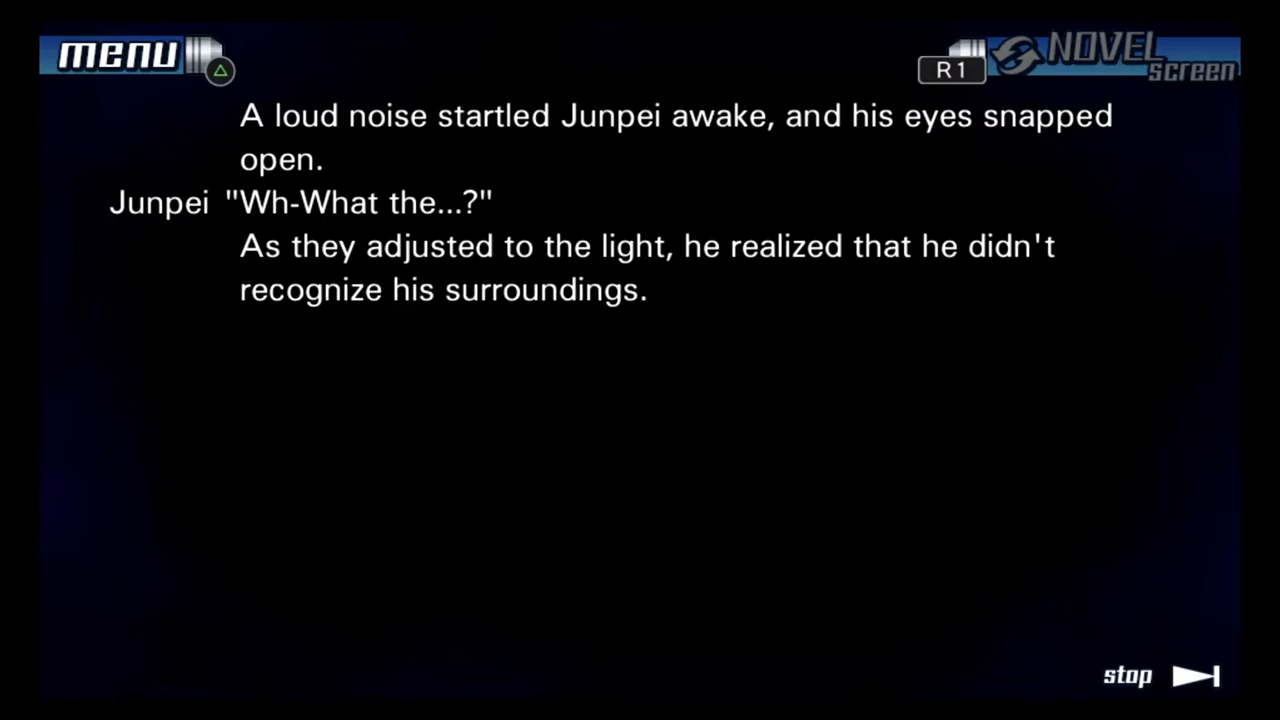 menu
R1
NOVEL
screen
A loud noise startled Junpei awake, and his eyes snapped
open.
Junpei "Wh-What the...?"
As they adjusted to the light, he realized that he didn't
recognize his surroundings.
stop